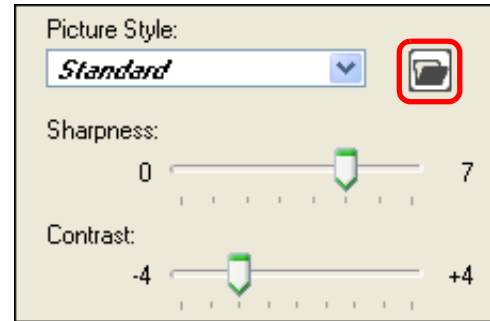 Picture Style:
Standard
Sharpness:
0 7
Contrast:
-4 +4